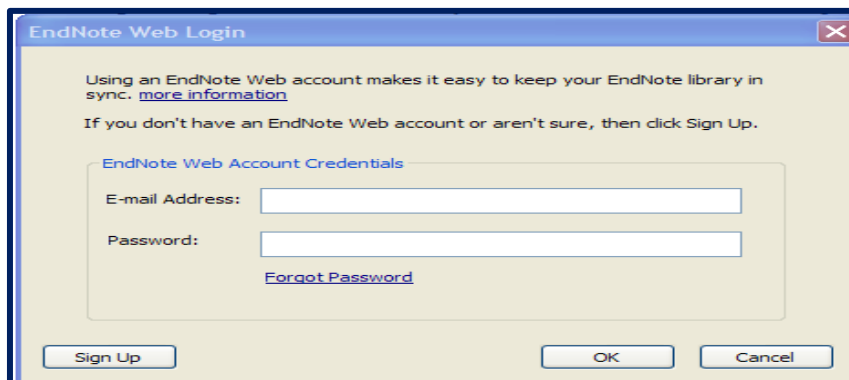 EndNote Web Login
Using an EndNote Web account makes it easy to keep your EndNote library in
sync. more information
If you don't have an EndNote Web account or aren't sure, then click Sign Up.
EndNote Web Account Credentials
E-mail Address:
Password:
Forgot Password
Sign Up OK Cancel